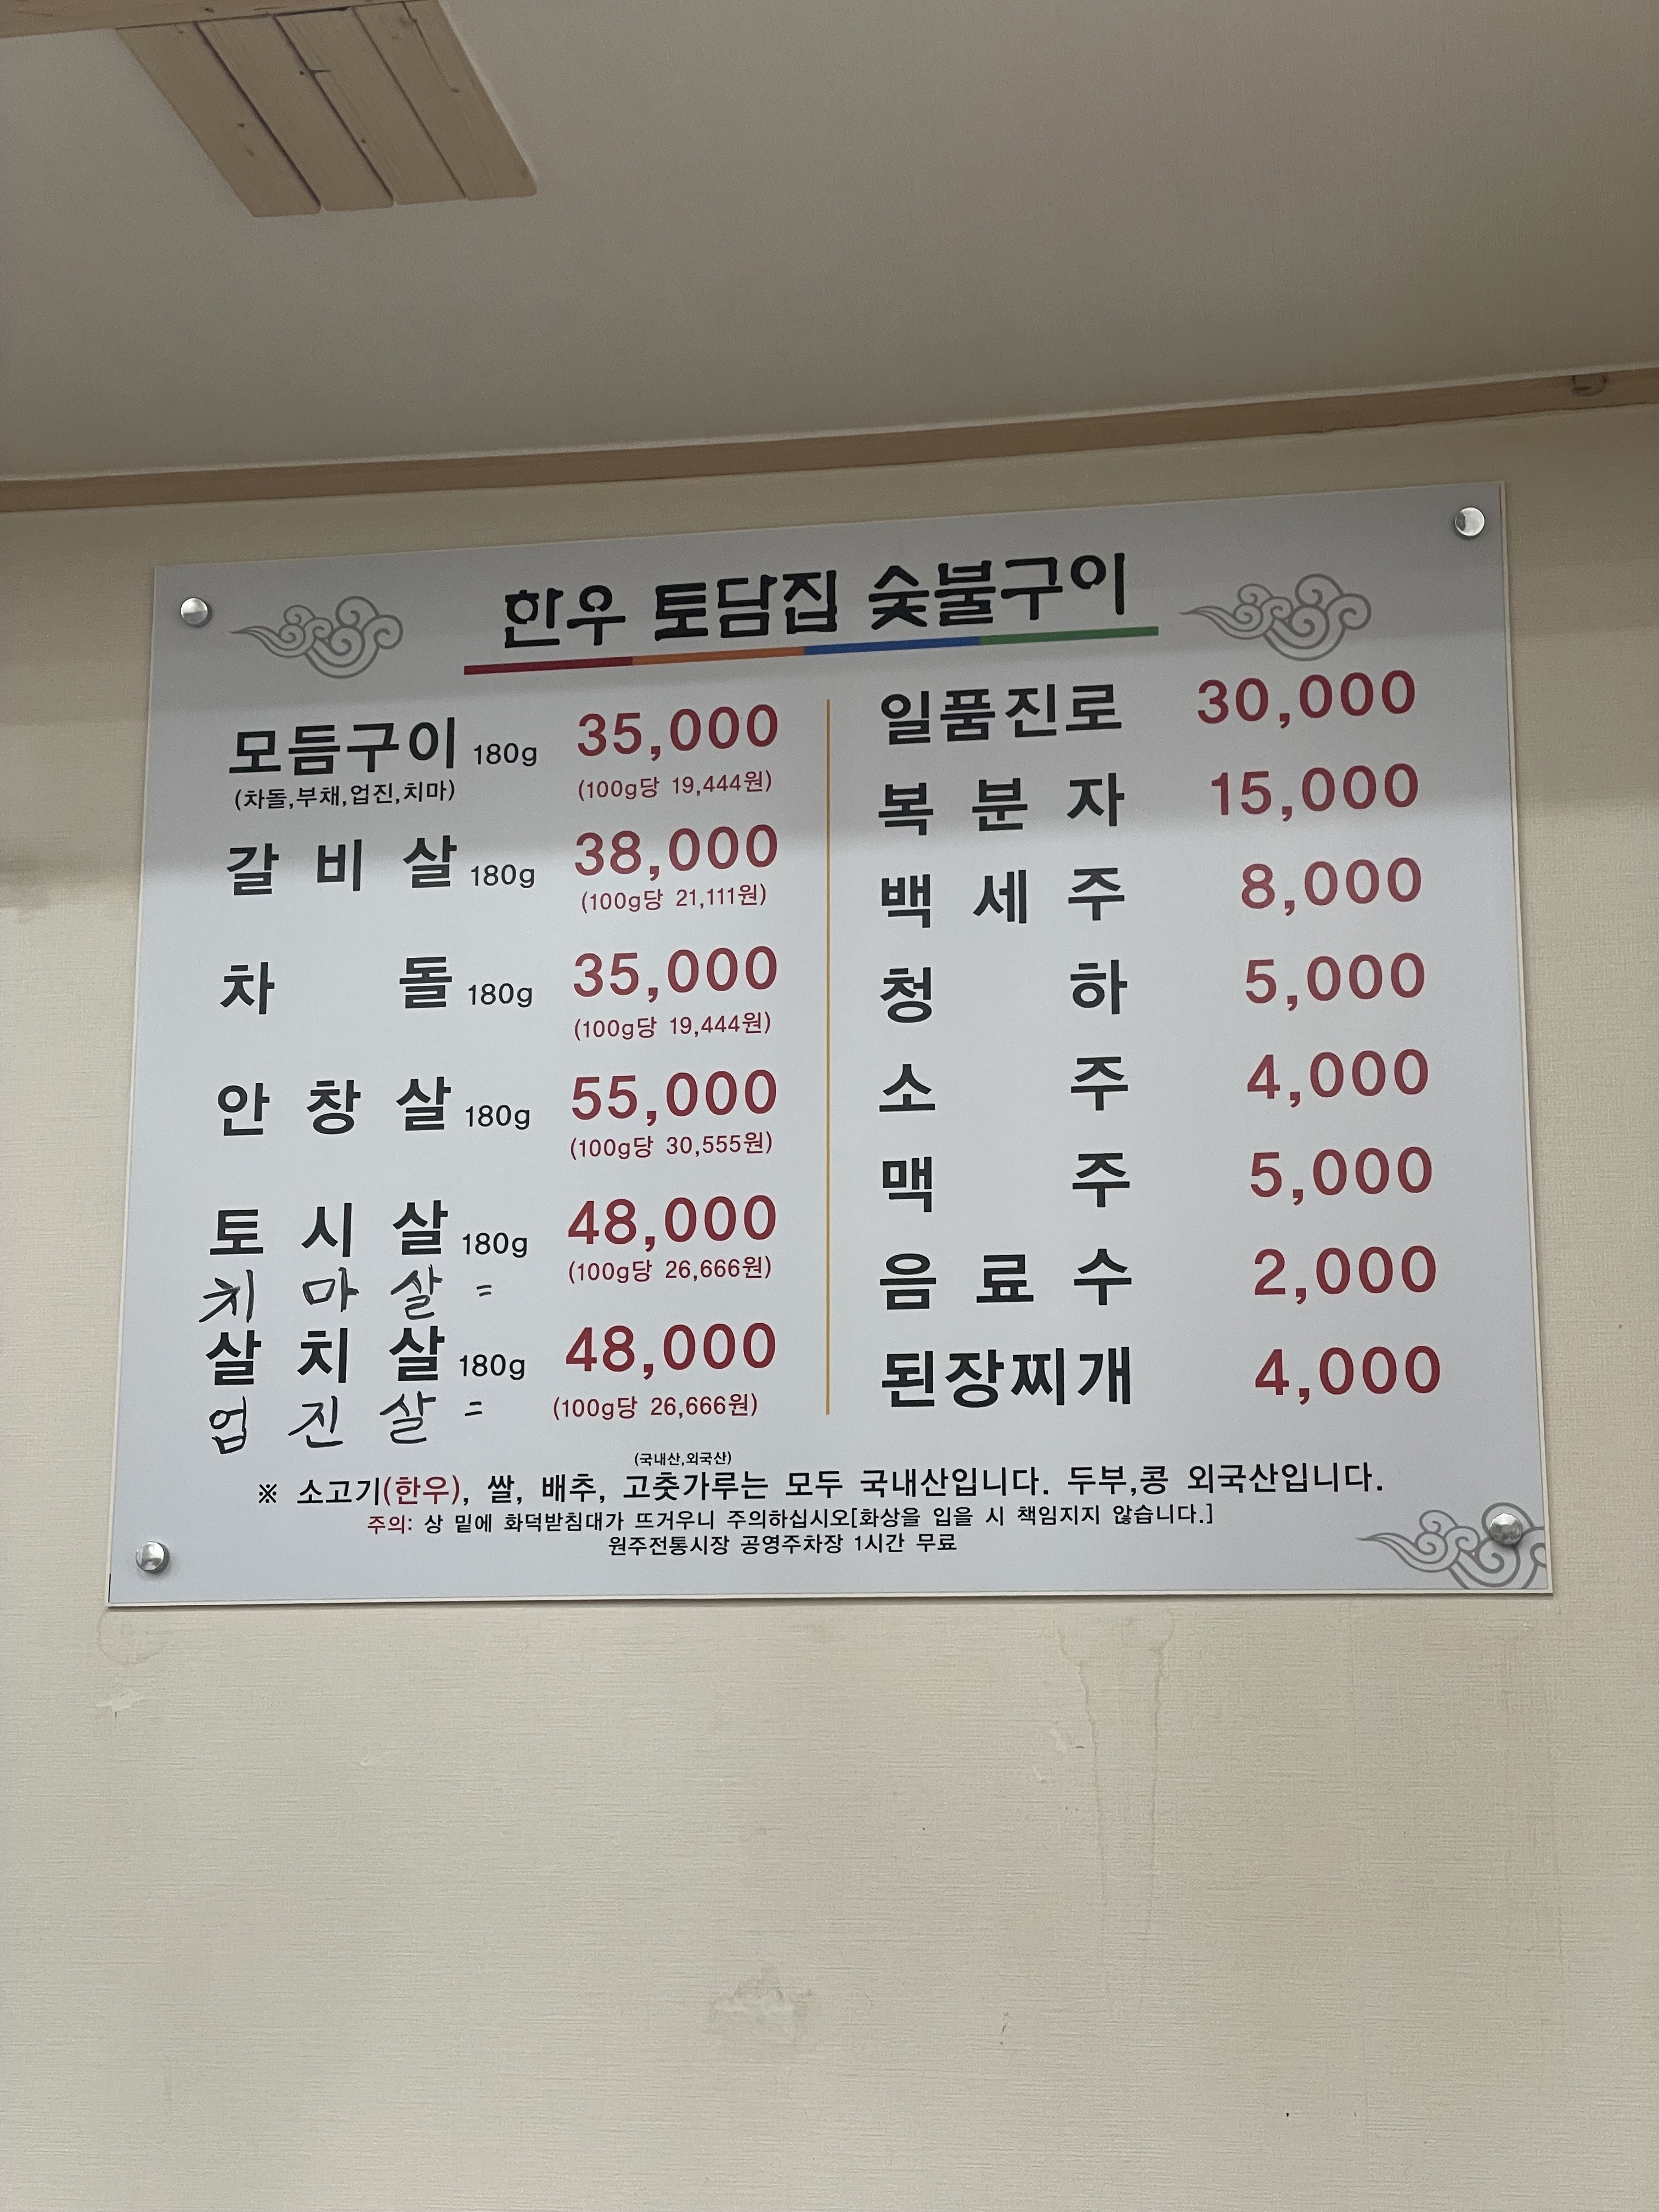 한우 토담집 숯불구이
모듬구이 180g 35,000
(차돌,부채,업진,치마) (100g당 19,444원)
갈 비 살 180g 38,000
(100g당 21,111원)
차 돌 180g 35,000
(100g당 19,444원)
안 창 살 180g 55,000
(100g당 30,555원)
토 시 살 180g 48,000
(100g당 26,666원)
치 마 살 =
살 치 살 180g 48,000
(100g당 26,666원)
업 진 살 =
일품진로 30,000
복 분 자 15,000
백 세 주 8,000
청 하 5,000
소 주 4,000
맥 주 5,000
음 료 수 2,000
된장찌개 4,000
(국내산,외국산)
※ 소고기(한우), 쌀, 배추, 고춧가루는 모두 국내산입니다. 두부,콩 외국산입니다.
주의: 상 밑에 화덕받침대가 뜨거우니 주의하십시오[화상을 입을 시 책임지지 않습니다.]
원주전통시장 공영주차장 1시간 무료